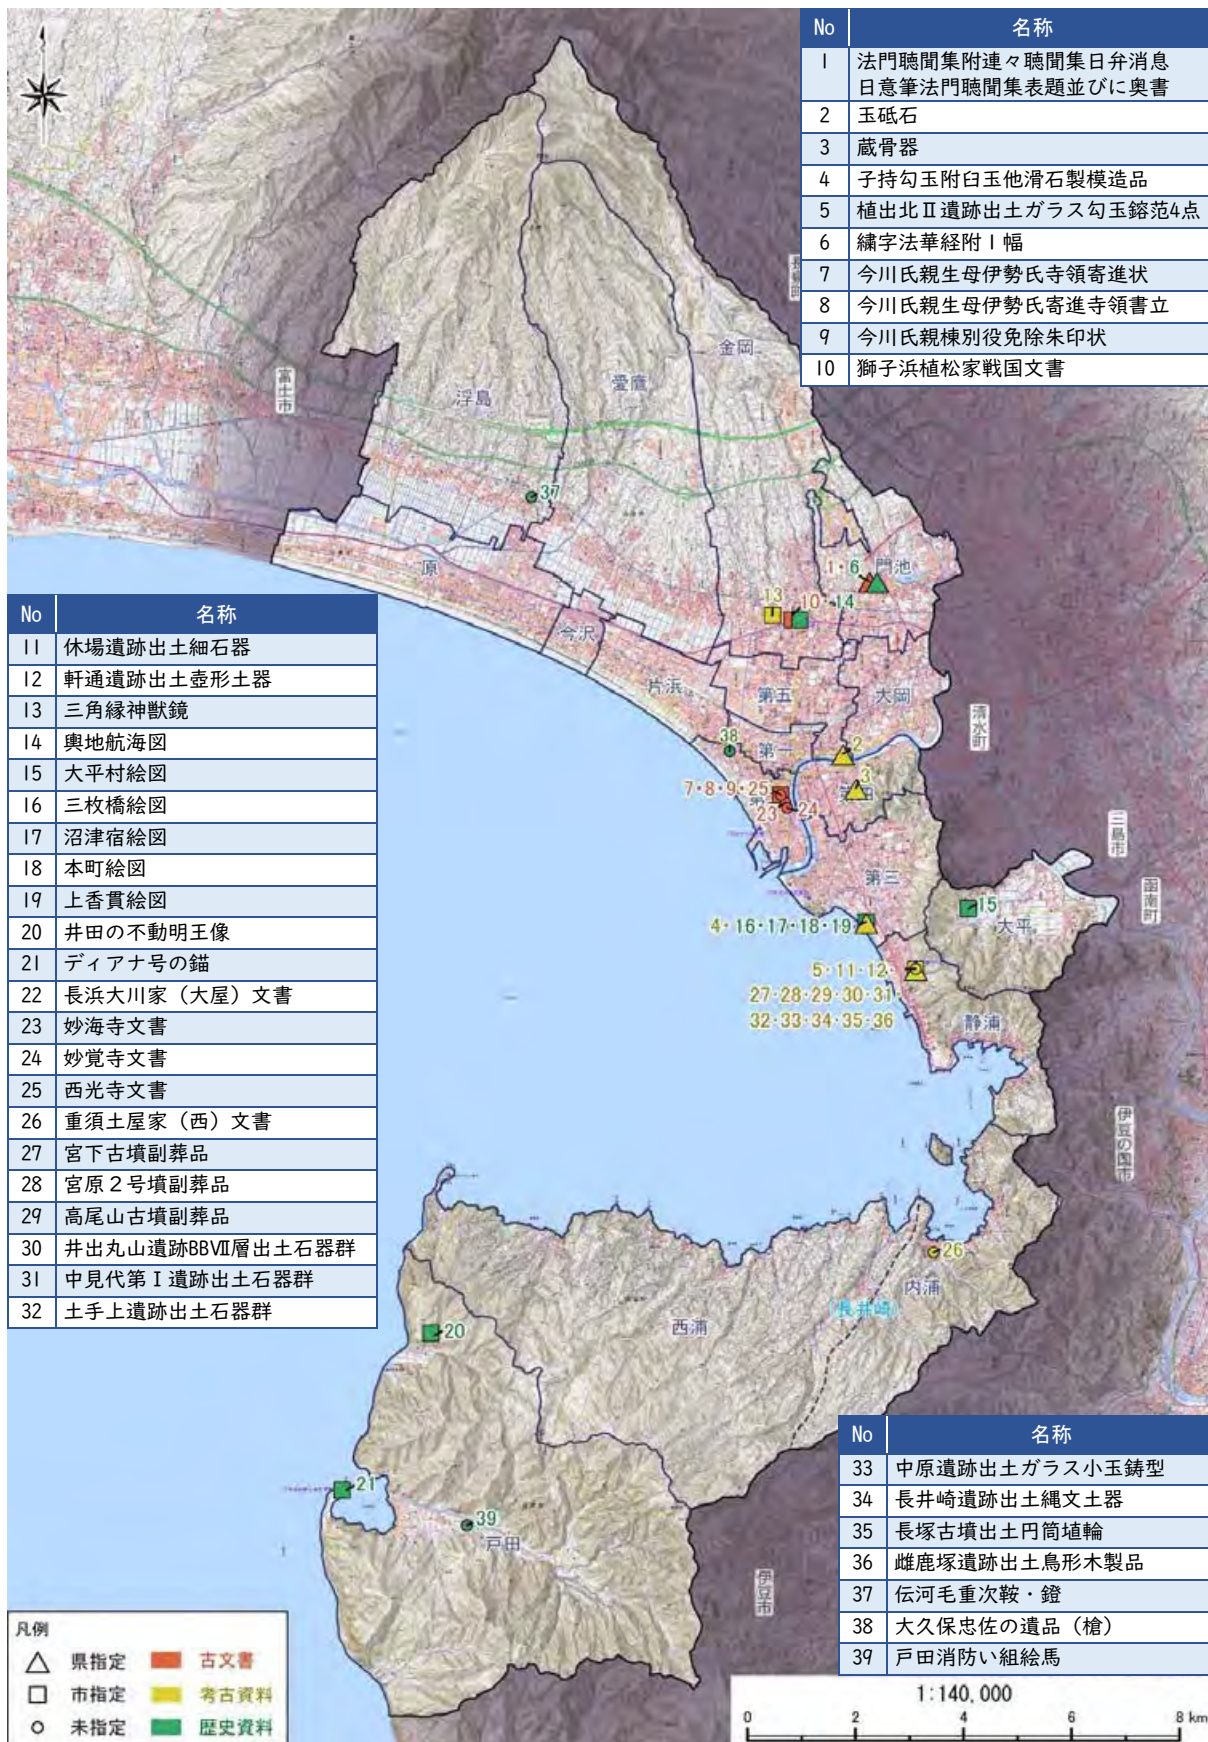 No 名称
1 法門聴聞集附連々聴聞集日弁消息
日意筆法門聴聞集表題並びに奥書
2 玉砥石
3 蔵骨器
4 子持勾玉附臼玉他滑石製模造品
5 植出北Ⅱ遺跡出土ガラス勾玉鎔范4点
6 繍字法華経附1幅
7 今川氏親生母伊勢氏寺領寄進状
8 今川氏親生母伊勢氏寄進寺領書立
9 今川氏親棟別役免除朱印状
10 獅子浜植松家戦国文書
金岡
愛鷹
浮島
富士市
37
原
1・6 門池
13
10・14
今沢
片浜
第五
大岡
清水町
38
第一
2
3
7・8・9・25
23
24
第三
三島市
函南町
15
大平
4・16・17・18・19
5・11・12
27・28・29・30・31
32・33・34・35・36
静浦
伊豆の国市
26
内浦
(長井崎)
西浦
20
21
39
戸田
伊豆市
No 名称
11 休場遺跡出土細石器
12 軒通遺跡出土壺形土器
13 三角縁神獣鏡
14 輿地航海図
15 大平村絵図
16 三枚橋絵図
17 沼津宿絵図
18 本町絵図
19 上香貫絵図
20 井田の不動明王像
21 ディアナ号の錨
22 長浜大川家（大屋）文書
23 妙海寺文書
24 妙覚寺文書
25 西光寺文書
26 重須土屋家（西）文書
27 宮下古墳副葬品
28 宮原２号墳副葬品
29 高尾山古墳副葬品
30 井出丸山遺跡BBⅦ層出土石器群
31 中見代第Ⅰ遺跡出土石器群
32 土手上遺跡出土石器群
No 名称
33 中原遺跡出土ガラス小玉鋳型
34 長井崎遺跡出土縄文土器
35 長塚古墳出土円筒埴輪
36 雌鹿塚遺跡出土鳥形木製品
37 伝河毛重次鞍・鐙
38 大久保忠佐の遺品（槍）
39 戸田消防い組絵馬
凡例
県指定 古文書
市指定 考古資料
未指定 歴史資料
1:140,000
0 2 4 6 8 km